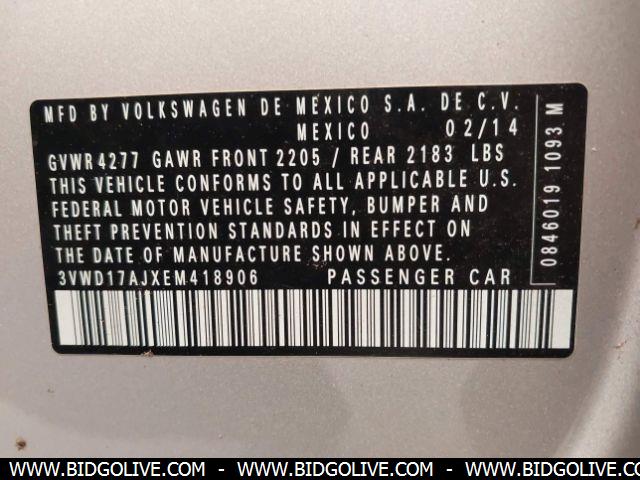 MFD BY VOLKSWAGEN DE MEXICO S.A. DE C.V.
MEXICO 02/14
GVWR 4277 GAWR FRONT 2205 / REAR 2183 LBS
THIS VEHICLE CONFORMS TO ALL APPLICABLE U.S.
FEDERAL MOTOR VEHICLE SAFETY, BUMPER AND
THEFT PREVENTION STANDARDS IN EFFECT ON
THE DATE OF MANUFACTURE SHOWN ABOVE.
3VWD17AJXEM418906 PASSENGER CAR
0846019 1093 M
WWW.BIDGOLIVE.COM - WWW.BIDGOLIVE.COM - WWW.BIDGOLIVE.COM